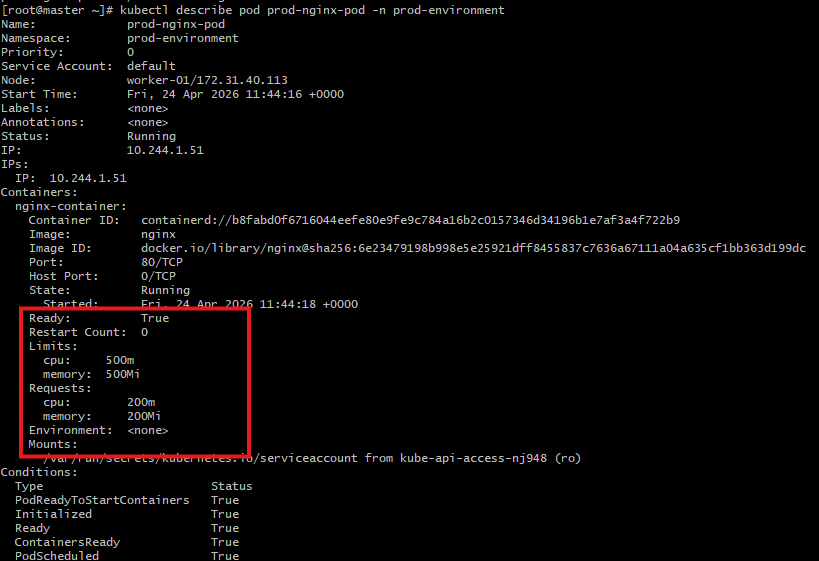 [root@master ~]# kubectl describe pod prod-nginx-pod -n prod-environment
Name:             prod-nginx-pod
Namespace:        prod-environment
Priority:         0
Service Account:  default
Node:             worker-01/172.31.40.113
Start Time:       Fri, 24 Apr 2026 11:44:16 +0000
Labels:           <none>
Annotations:      <none>
Status:           Running
IP:               10.244.1.51
IPs:
  IP:  10.244.1.51
Containers:
  nginx-container:
    Container ID:   containerd://b8fabd0f6716044eefe80e9fe9c784a16b2c0157346d34196b1e7af3a4f722b9
    Image:          nginx
    Image ID:       docker.io/library/nginx@sha256:6e23479198b998e5e25921dff8455837c7636a67111a04a635cf1bb363d199dc
    Port:           80/TCP
    Host Port:      0/TCP
    State:          Running
      Started:      Fri, 24 Apr 2026 11:44:18 +0000
    Ready:          True
    Restart Count:  0
    Limits:
      cpu:     500m
      memory:  500Mi
    Requests:
      cpu:        200m
      memory:     200Mi
    Environment:  <none>
    Mounts:
      /var/run/secrets/kubernetes.io/serviceaccount from kube-api-access-nj948 (ro)
Conditions:
  Type                        Status
  PodReadyToStartContainers   True
  Initialized                 True
  Ready                       True
  ContainersReady             True
  PodScheduled                True